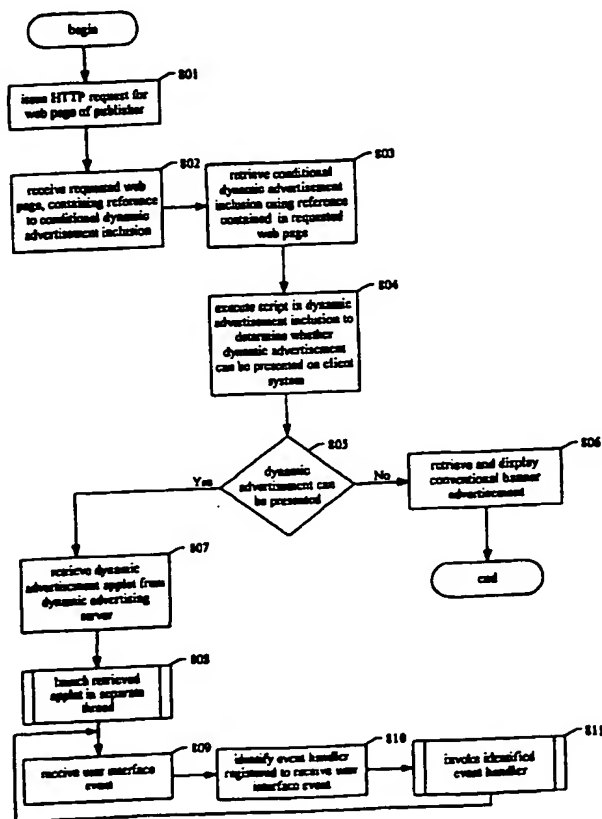 begin
801
issue HTTP request for
web page of publisher
802
receive requested web
page, containing reference
to conditional dynamic
advertisement inclusion
803
retrieve conditional
dynamic advertisement
inclusion using reference
contained in requested
web page
804
execute script in dynamic
advertisement inclusion to
determine whether
dynamic advertisement
can be presented on client
system
805
dynamic
advertisement can
be presented
Yes
No
806
retrieve and display
conventional banner
advertisement
end
807
retrieve dynamic
advertisement applet from
dynamic advertising
server
808
launch retrieved
applet in separate
thread
809
receive user interface
event
810
identify event handler
registered to receive user
interface event
811
invoke identified
event handler